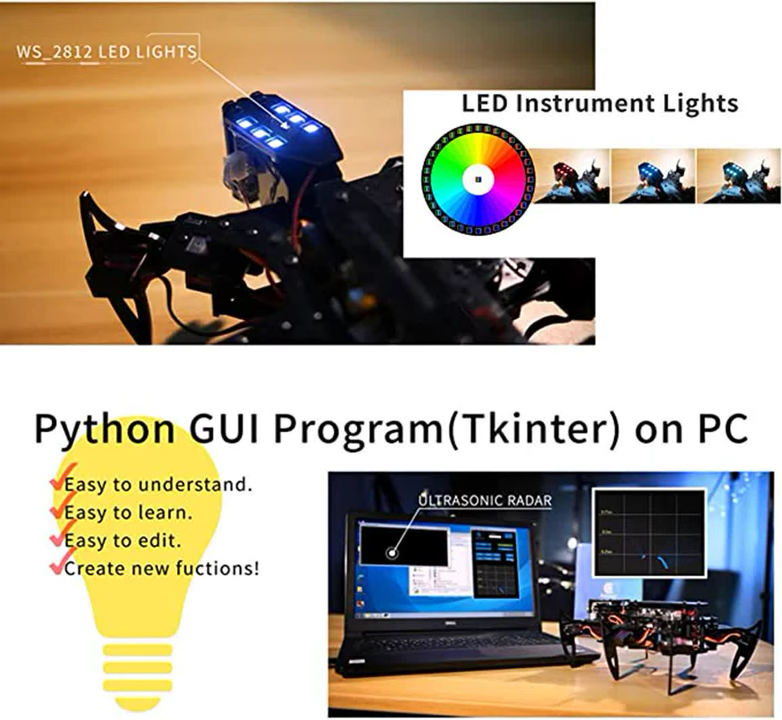 WS_2812 LED LIGHTS
LED Instrument Lights
Python GUI Program(Tkinter) on PC
Easy to understand.
Easy to learn.
Easy to edit.
Create new fuctions!
ULTRASONIC RADAR
DELL